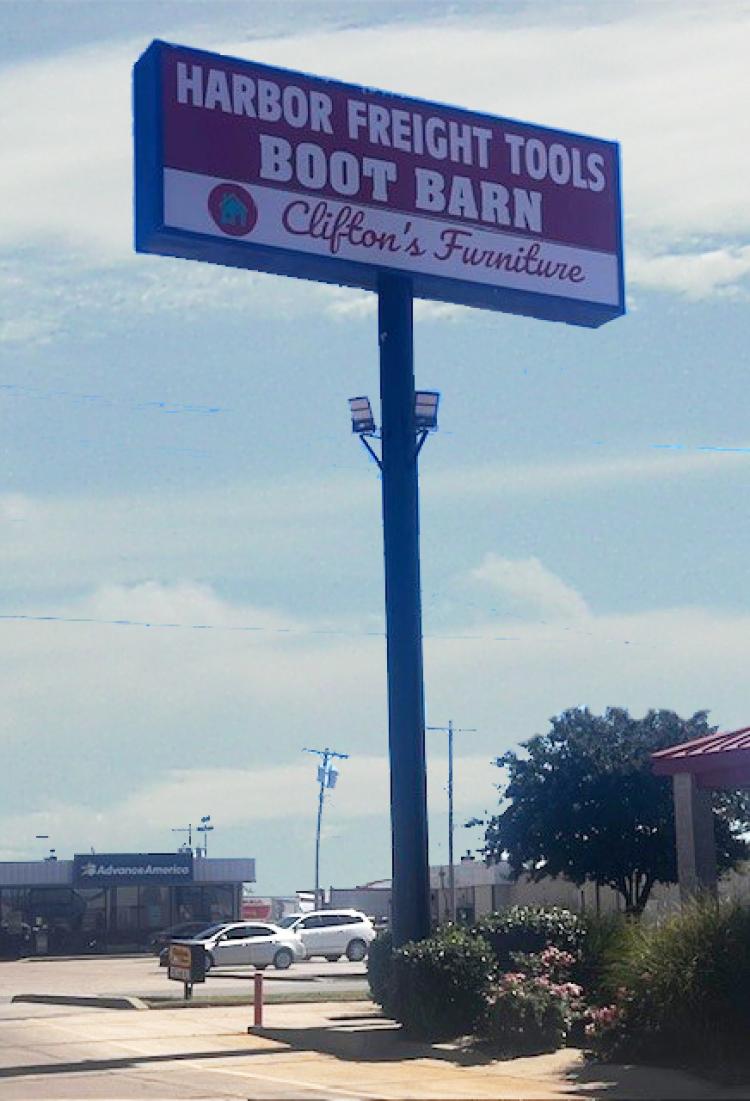 HARBOR FREIGHT TOOLS
BOOT BARN
Clifton's Furniture
AdvanceAmerica